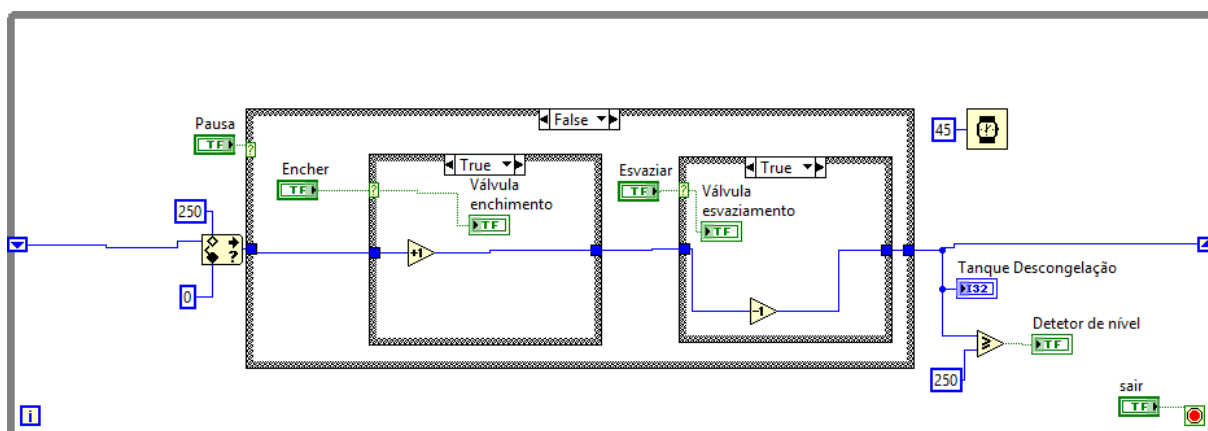 False
Pausa
TF
?
45
True
True
Encher
TF
?
Válvula
enchimento
TF
Esvaziar
TF
?
Válvula
esvaziamento
TF
250
?
+1
0
-1
Tanque Descongelação
I32
Detetor de nível
≥
TF
250
sair
TF
i